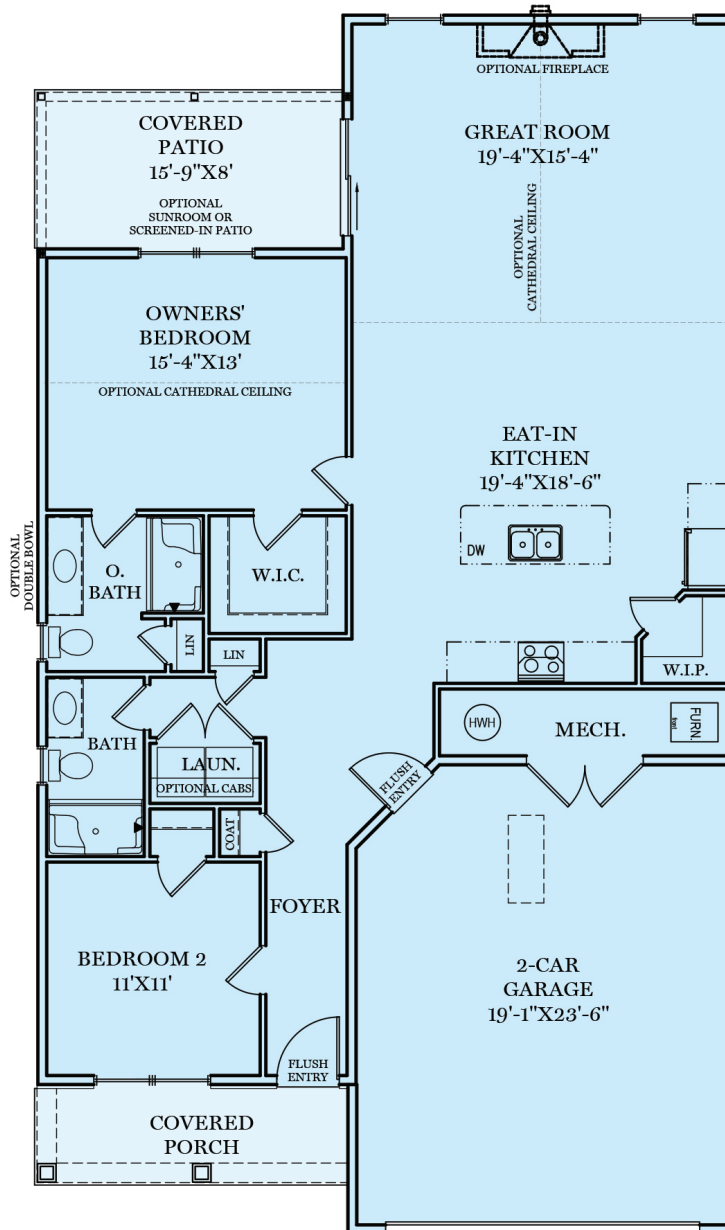 OPTIONAL FIREPLACE
COVERED
PATIO
15'-9"X8'
OPTIONAL
SUNROOM OR
SCREENED-IN PATIO
GREAT ROOM
19'-4"X15'-4"
OPTIONAL
CATHEDRAL CEILING
OWNERS'
BEDROOM
15'-4"X13'
OPTIONAL CATHEDRAL CEILING
EAT-IN
KITCHEN
19'-4"X18'-6"
DW
OPTIONAL
DOUBLE BOWL
O.
BATH
W.I.C.
LIN
LIN
W.I.P.
BATH
LAUN.
OPTIONAL CABS.
HWH
MECH.
FURN.
front
FLUSH
ENTRY
COAT
FOYER
BEDROOM 2
11'X11'
2-CAR
GARAGE
19'-1"X23'-6"
FLUSH
ENTRY
COVERED
PORCH